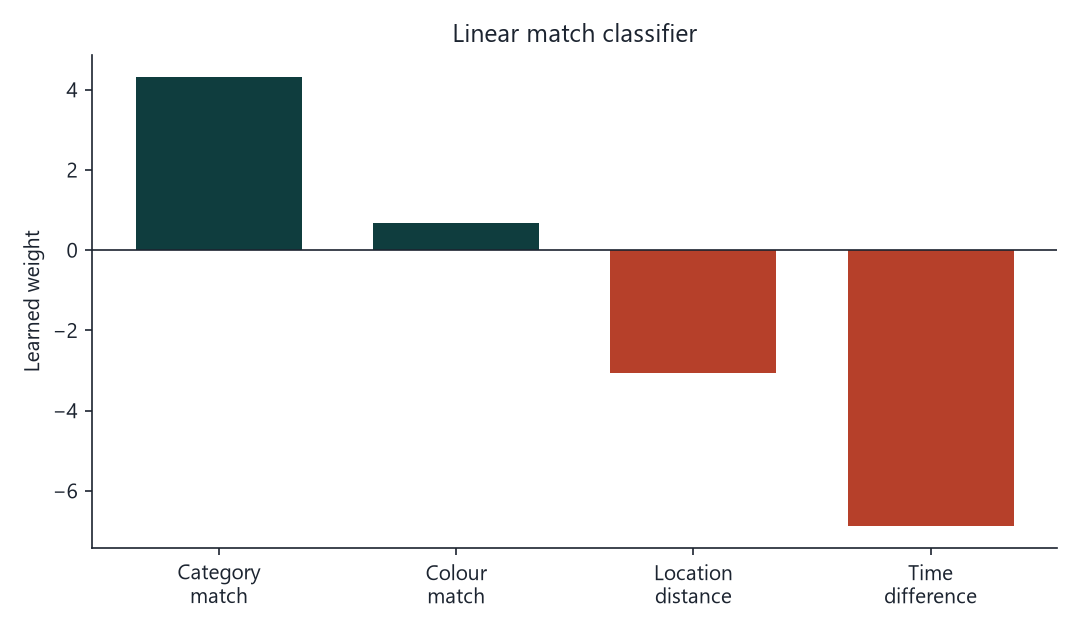 Linear match classifier
Learned weight
4
2
0
−2
−4
−6
Category
match
Colour
match
Location
distance
Time
difference